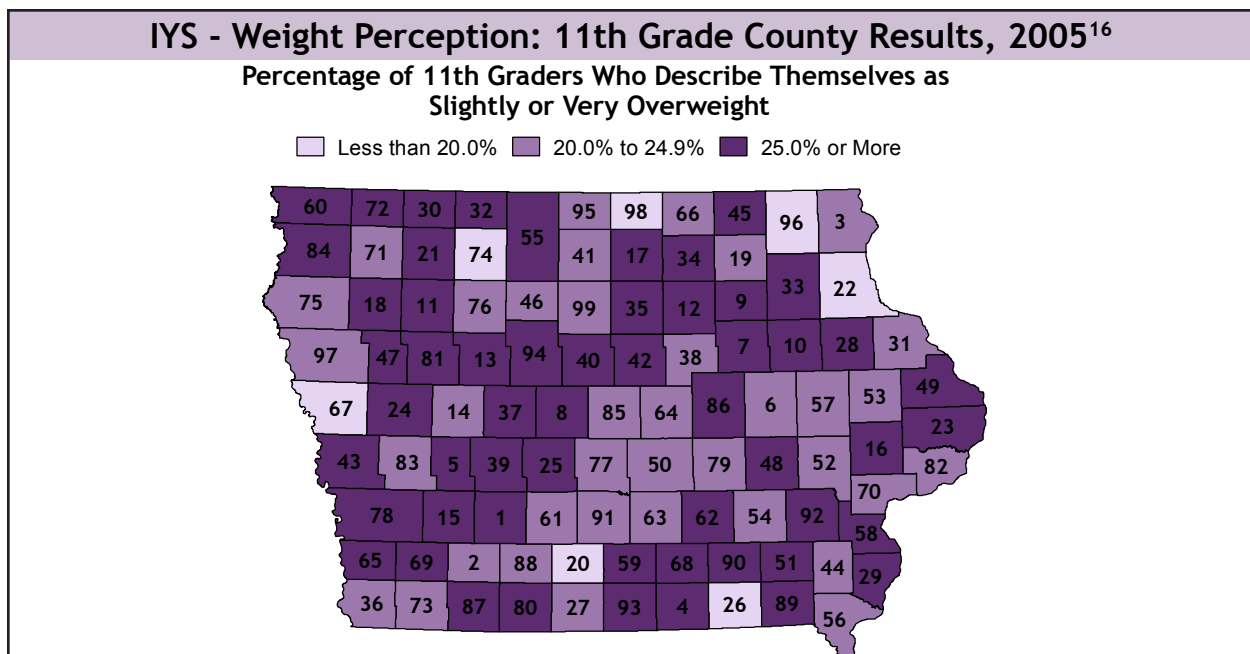 IYS - Weight Perception: 11th Grade County Results, 2005¹⁶
Percentage of 11th Graders Who Describe Themselves as
Slightly or Very Overweight
Less than 20.0% 20.0% to 24.9% 25.0% or More
60 72 30 32 55 95 98 66 45 96 3
84 71 21 74 41 17 34 19 33 22
75 18 11 76 46 99 35 12 9
97 47 81 13 94 40 42 38 7 10 28 31
67 24 14 37 8 85 64 86 6 57 53 49
23
43 83 5 39 25 77 50 79 48 52 16 82
70
78 15 1 61 91 63 62 54 92 58
65 69 2 88 20 59 68 90 51 44 29
36 73 87 80 27 93 4 26 89 56